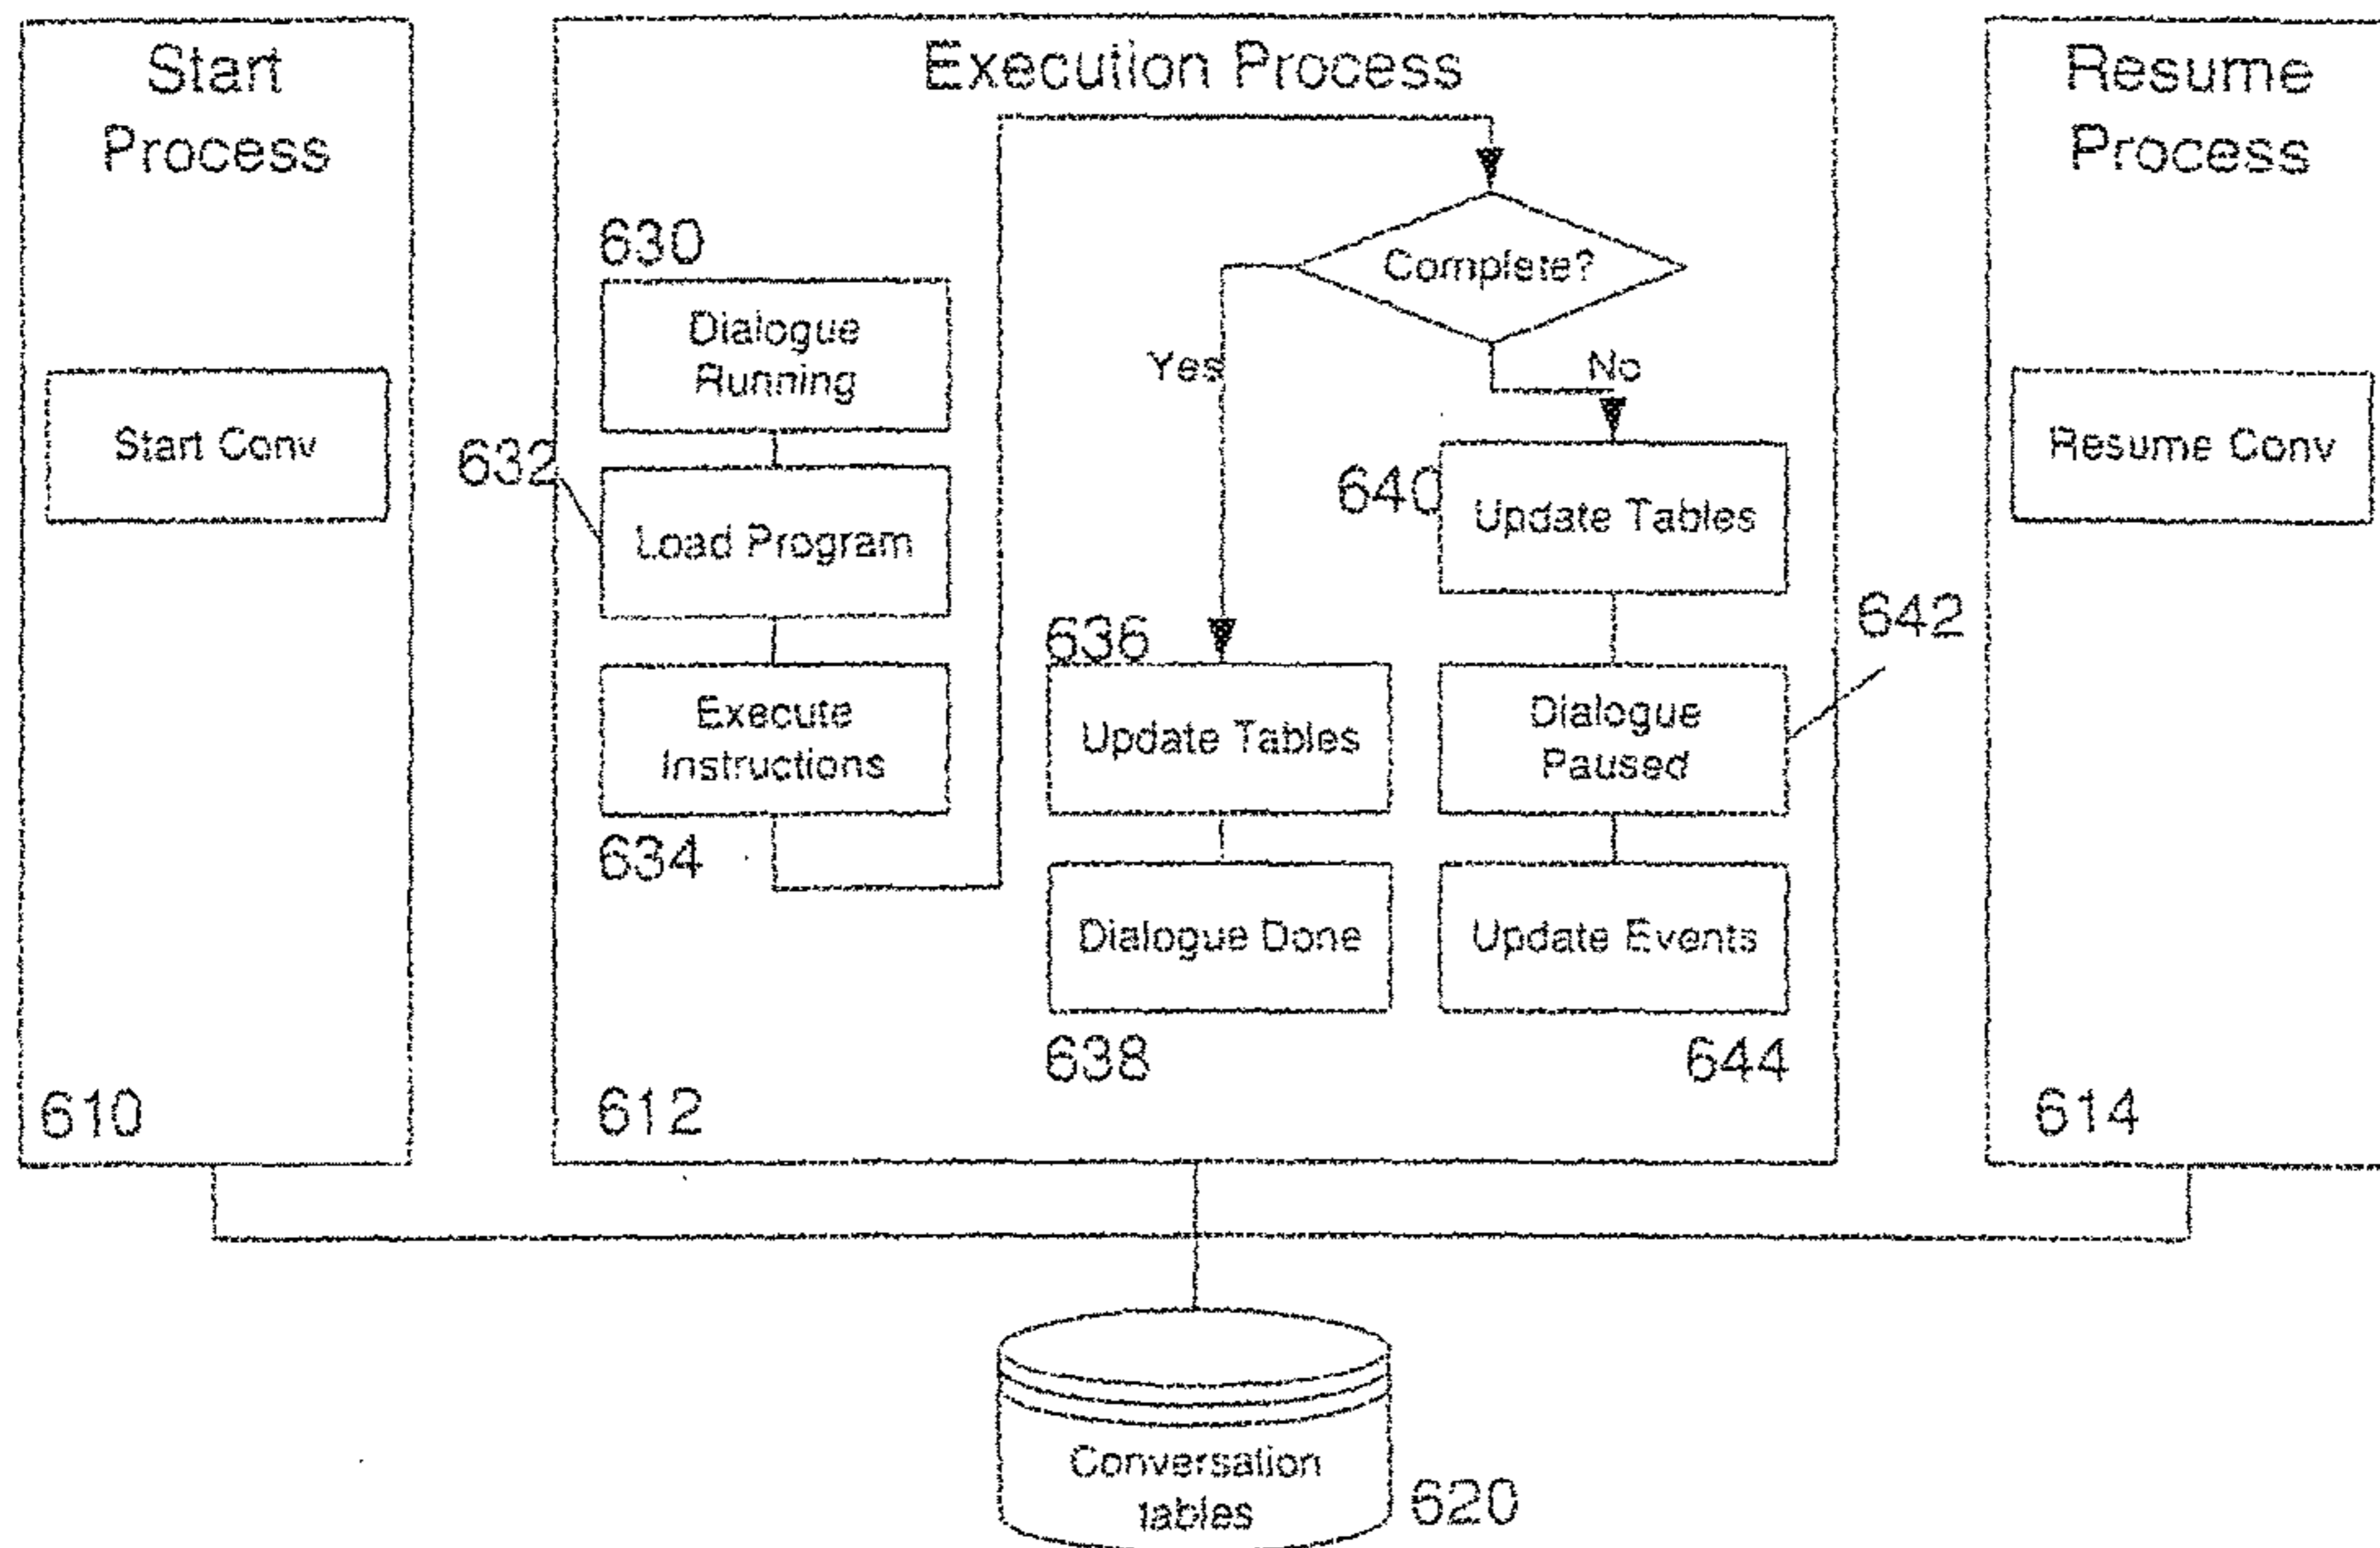 Start
Process
Start Conv
610
Execution Process
630
Dialogue
Running
632
Load Program
Execute
Instructions
634
Complete?
Yes
No
636
Update Tables
Dialogue Done
638
640
Update Tables
642
Dialogue
Paused
Update Events
644
612
Resume
Process
Resume Conv
614
Conversation
tables
620